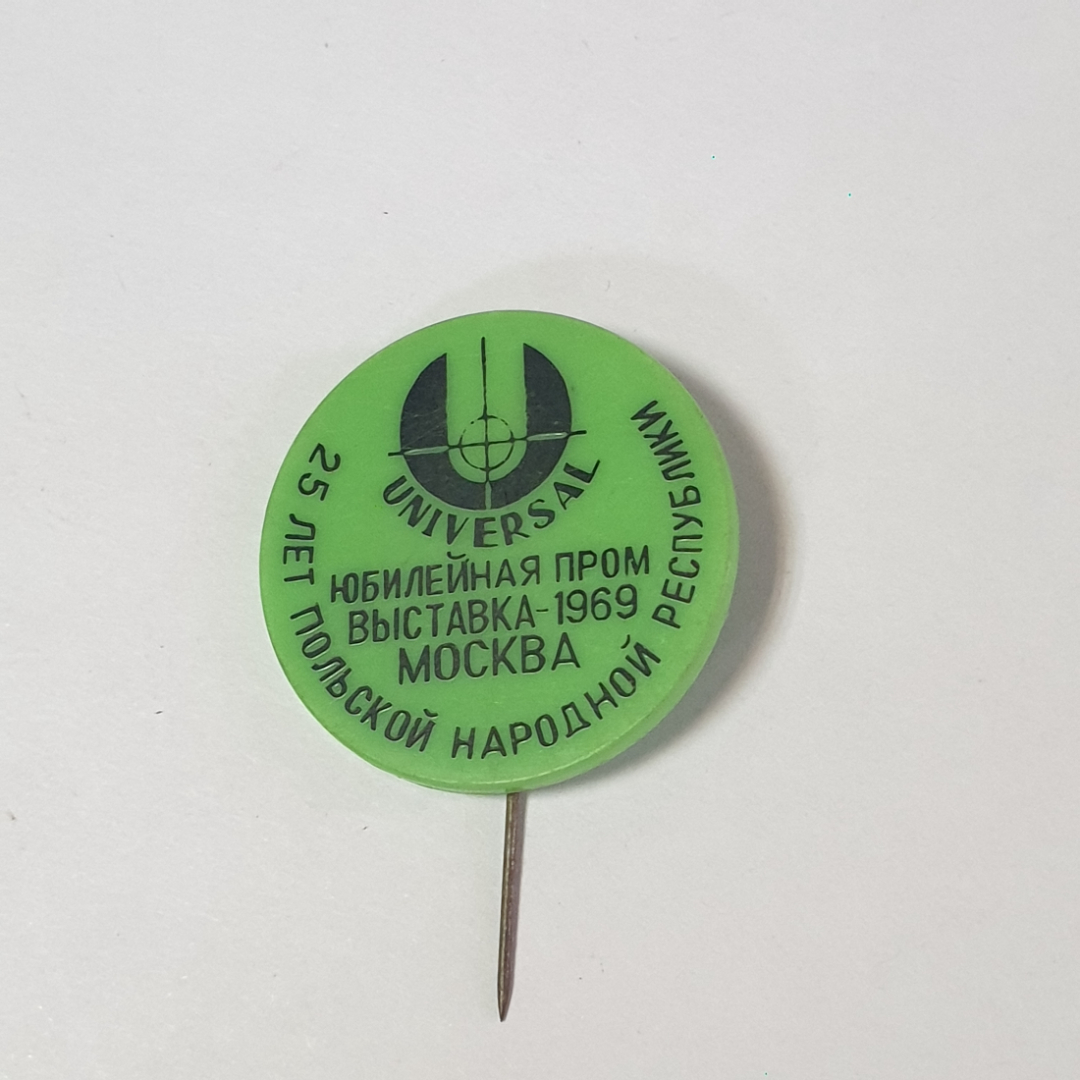 UNIVERSAL
ЮБИЛЕЙНАЯ ПРОМ
ВЫСТАВКА-1969
МОСКВА
25 ЛЕТ ПОЛЬСКОЙ НАРОДНОЙ РЕСПУБЛИКИ